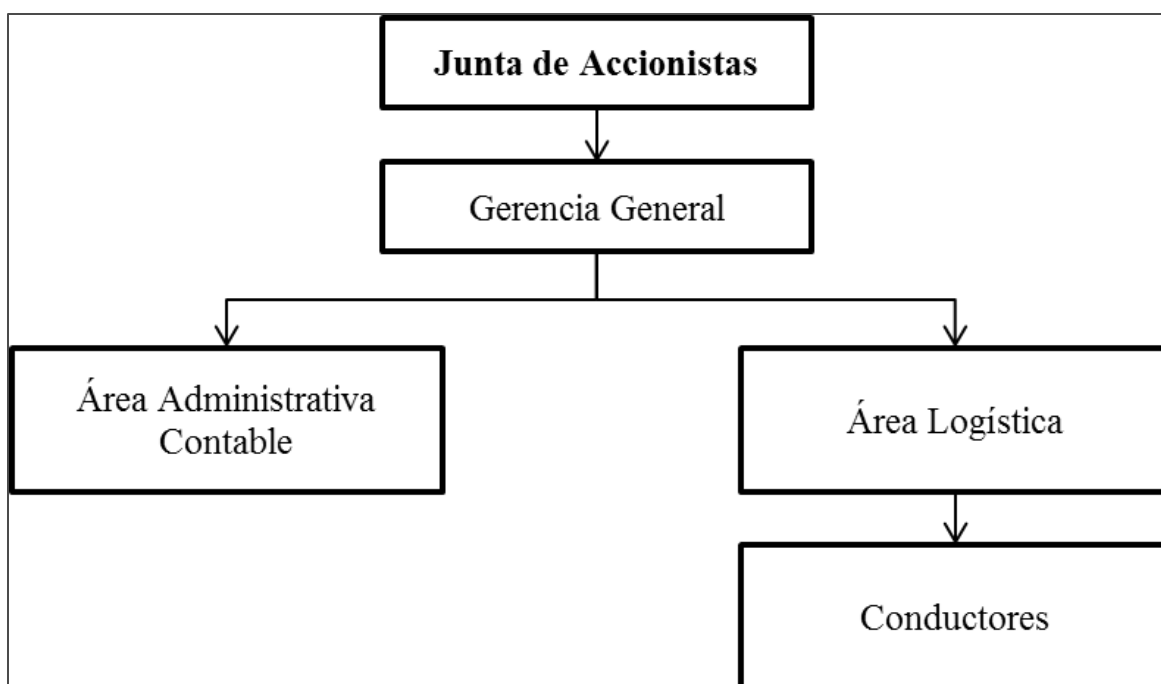 Junta de Accionistas
Gerencia General
Área Administrativa
Contable
Área Logística
Conductores